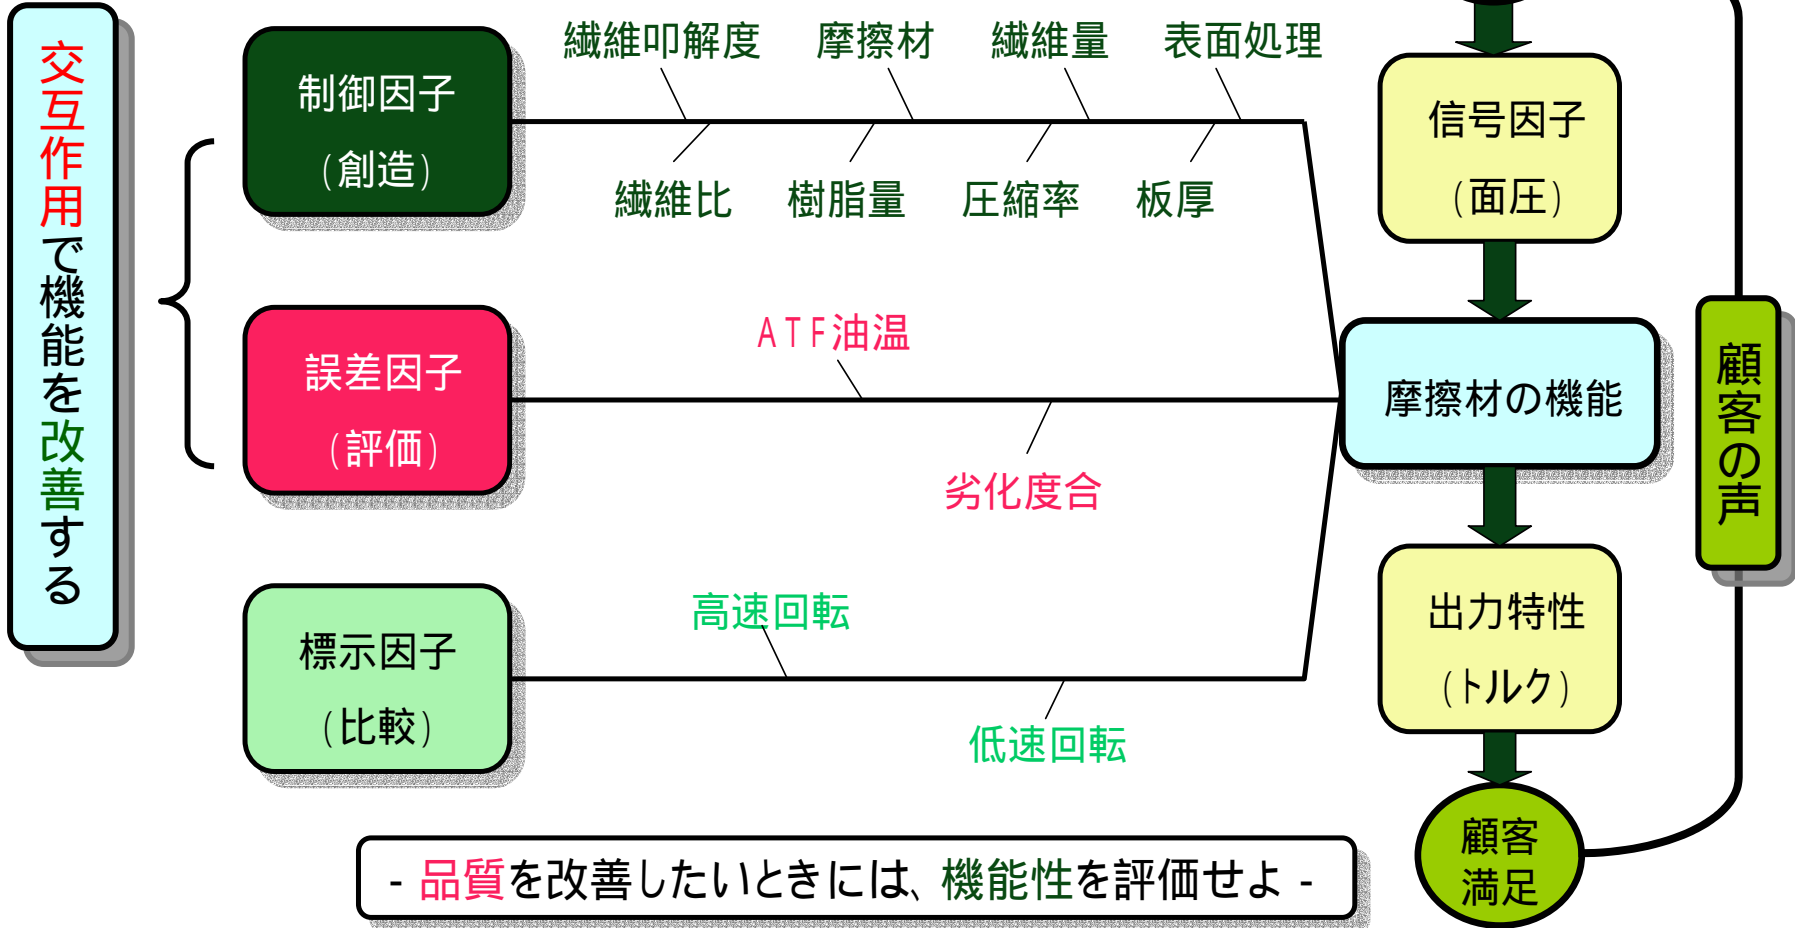 交互作用で機能を改善する
制御因子
(創造)
繊維叩解度 摩擦材 繊維量 表面処理
繊維比 樹脂量 圧縮率 板厚
誤差因子
(評価)
ATF油温
劣化度合
標示因子
(比較)
高速回転
低速回転
信号因子
(面圧)
摩擦材の機能
出力特性
(トルク)
顧客
満足
顧客の声
- 品質を改善したいときには、機能性を評価せよ -